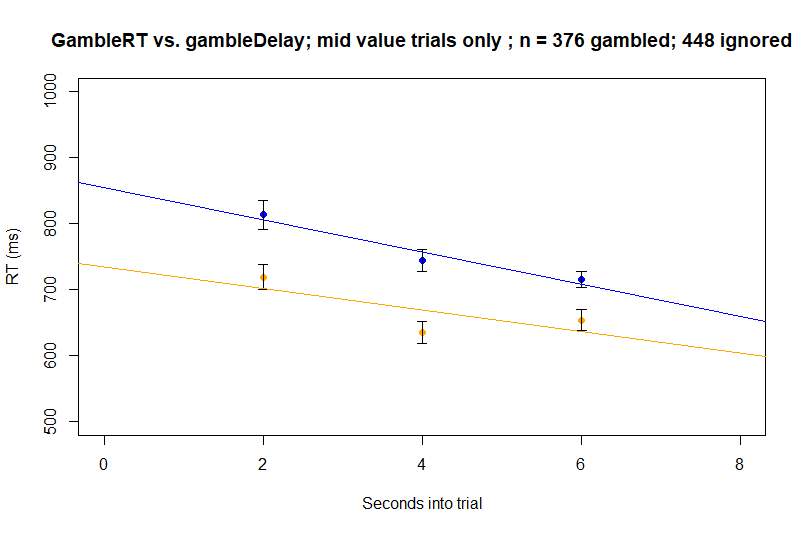 GambleRT vs. gambleDelay; mid value trials only ; n = 376 gambled; 448 ignored
1000
900
800
700
600
500
RT (ms)
0 2 4 6 8
Seconds into trial